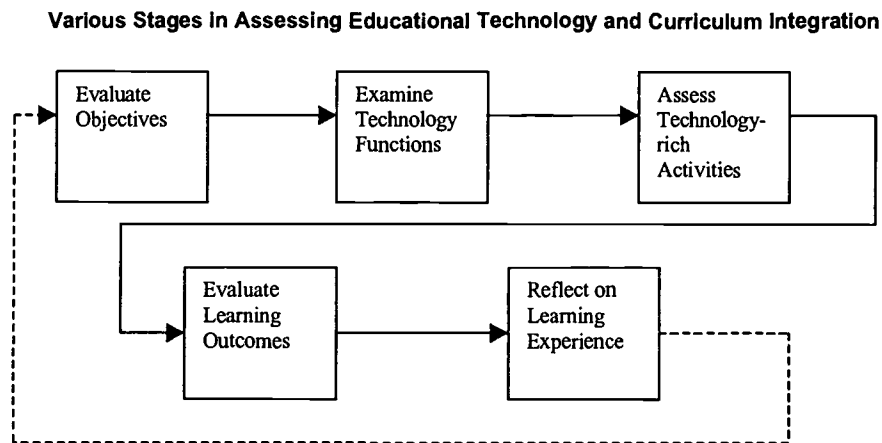 Various Stages in Assessing Educational Technology and Curriculum Integration
Evaluate
Objectives
Examine
Technology
Functions
Assess
Technology-
rich
Activities
Evaluate
Learning
Outcomes
Reflect on
Learning
Experience